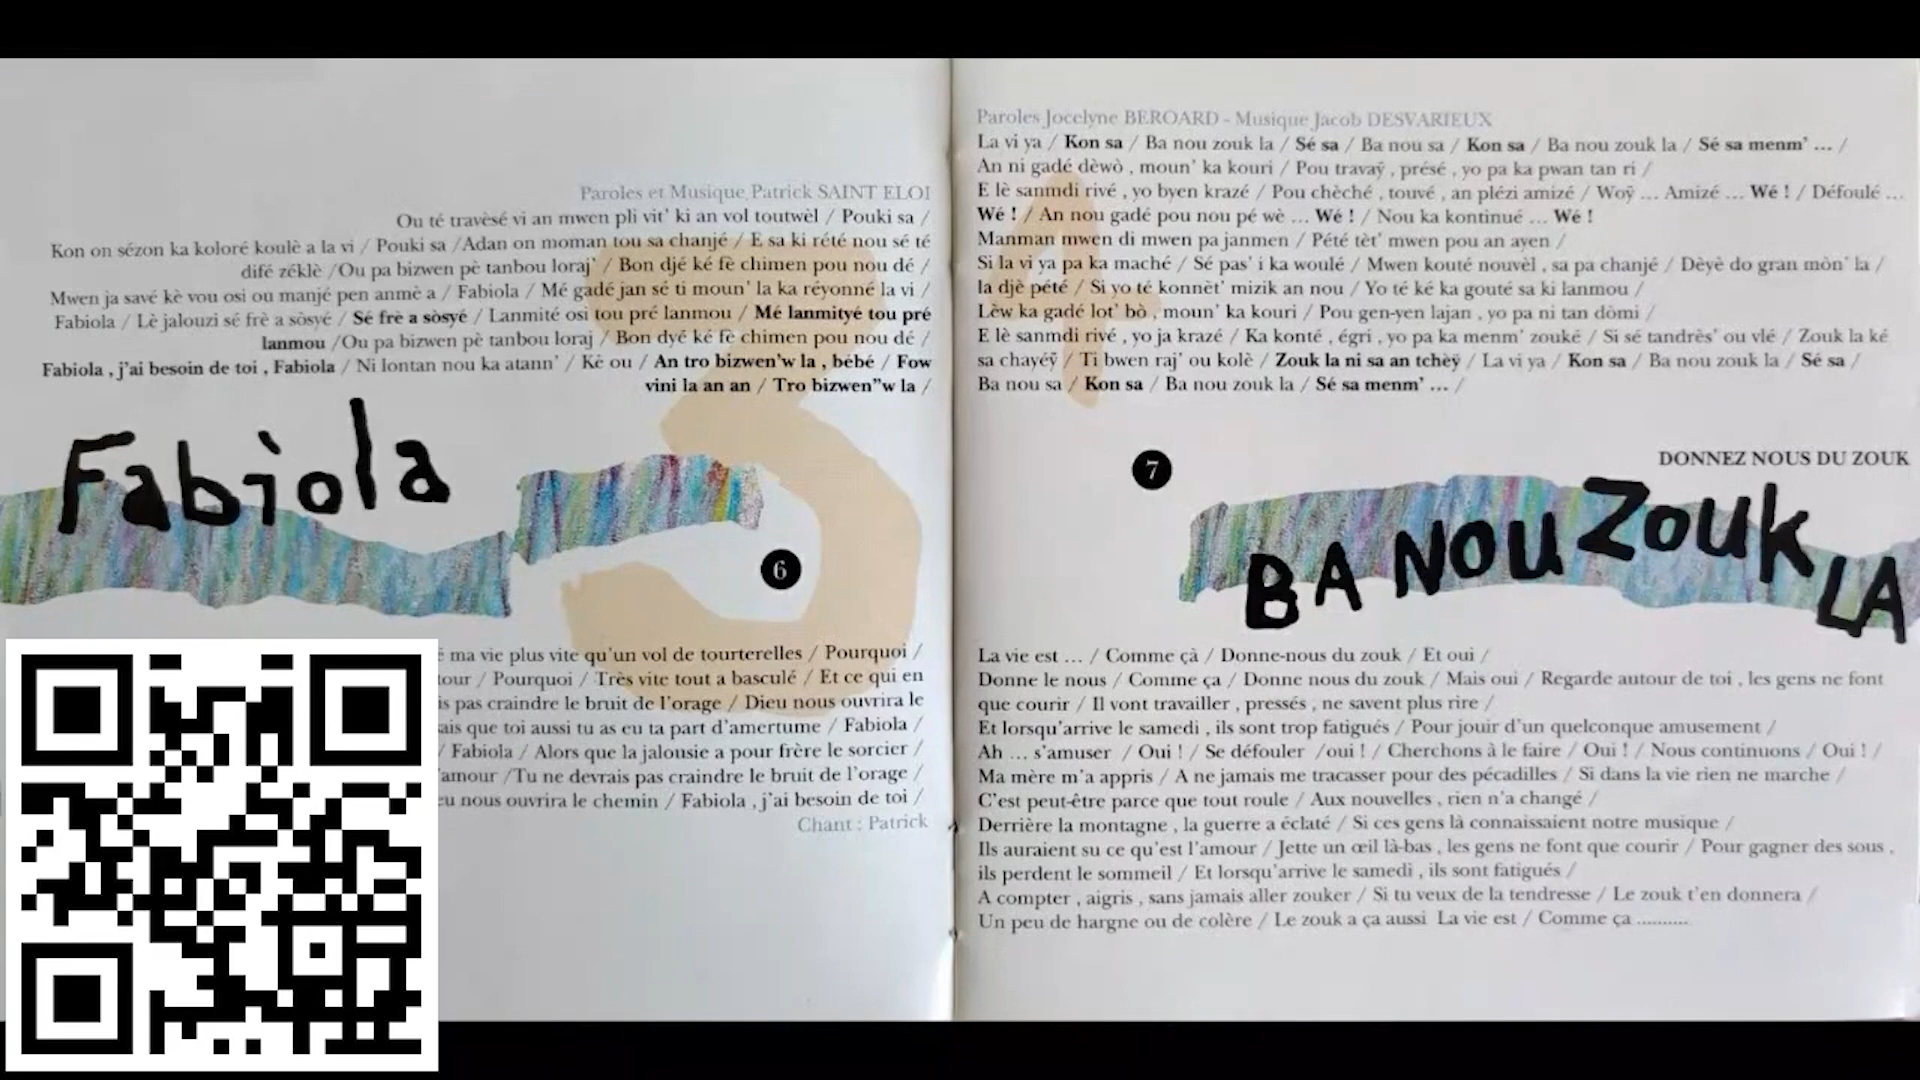 Paroles et Musique Patrick SAINT ELOI
Ou té travèsé vi an mwen pli vit' ki an vol toutwèl / Pouki sa /
Kon on sézon ka koloré koulè a la vi / Pouki sa /Adan on moman tou sa chanjé / E sa ki rété nou sé té
difé zéklè /Ou pa bizwen pè tanbou loraj' / Bon djé ké fè chimen pou nou dé /
Mwen ja savé kè vou osi ou manjé pen anmè a / Fabiola / Mé gadé jan sé ti moun' la ka réyonné la vi /
Fabiola / Lè jalouzi sé frè a sòsyé / Sé frè a sòsyé / Lanmité osi tou pré lanmou / Mé lanmityé tou pré
lanmou /Ou pa bizwen pè tanbou loraj / Bon dyé ké fè chimen pou nou dé /
Fabiola , j'ai besoin de toi , Fabiola / Ni lontan nou ka atann' / Kè ou / An tro bizwen'w la , bébé / Fow
vini la an an / Tro bizwen"w la /
Fabiola
6
ma vie plus vite qu'un vol de tourterelles / Pourquoi /
tour / Pourquoi / Très vite tout a basculé / Et ce qui en
is pas craindre le bruit de l'orage / Dieu nous ouvrira le
ais que toi aussi tu as eu ta part d'amertume / Fabiola /
/ Fabiola / Alors que la jalousie a pour frère le sorcier /
'amour /Tu ne devrais pas craindre le bruit de l'orage /
eu nous ouvrira le chemin / Fabiola , j'ai besoin de toi /
Chant : Patrick
Paroles Jocelyne BEROARD - Musique Jacob DESVARIEUX
La vi ya / Kon sa / Ba nou zouk la / Sé sa / Ba nou sa / Kon sa / Ba nou zouk la / Sé sa menm' ... /
An ni gadé dèwò , moun' ka kouri / Pou travaÿ , présé , yo pa ka pwan tan ri /
E lè sanmdi rivé , yo byen krazé / Pou chèché , touvé , an plézi amizé / Woÿ ... Amizé ... Wé ! / Défoulé ...
Wé ! / An nou gadé pou nou pé wè ... Wé ! / Nou ka kontinué ... Wé !
Manman mwen di mwen pa janmen / Pété tèt' mwen pou an ayen /
Si la vi ya pa ka maché / Sé pas' i ka woulé / Mwen kouté nouvèl , sa pa chanjé / Dèyè do gran mòn' la /
la djè pété / Si yo té konnèt' mizik an nou / Yo té ké ka gouté sa ki lanmou /
Lèw ka gadé lot' bò , moun' ka kouri / Pou gen-yen lajan , yo pa ni tan dòmi /
E lè sanmdi rivé , yo ja krazé / Ka konté , égri , yo pa ka menm' zouké / Si sé tandrès' ou vlé / Zouk la ké
sa chayéÿ / Ti bwen raj' ou kolè / Zouk la ni sa an tchèÿ / La vi ya / Kon sa / Ba nou zouk la / Sé sa /
Ba nou sa / Kon sa / Ba nou zouk la / Sé sa menm' ... /
7
DONNEZ NOUS DU ZOUK
BA NOU ZOUK LA
La vie est ... / Comme çà / Donne-nous du zouk / Et oui /
Donne le nous / Comme ça / Donne nous du zouk / Mais oui / Regarde autour de toi , les gens ne font
que courir / Il vont travailler , pressés , ne savent plus rire /
Et lorsqu'arrive le samedi , ils sont trop fatigués / Pour jouir d'un quelconque amusement /
Ah ... s'amuser / Oui ! / Se défouler /oui ! / Cherchons à le faire / Oui ! / Nous continuons / Oui ! /
Ma mère m'a appris / A ne jamais me tracasser pour des pécadilles / Si dans la vie rien ne marche /
C'est peut-être parce que tout roule / Aux nouvelles , rien n'a changé /
Derrière la montagne , la guerre a éclaté / Si ces gens là connaissaient notre musique /
Ils auraient su ce qu'est l'amour / Jette un œil là-bas , les gens ne font que courir / Pour gagner des sous ,
ils perdent le sommeil / Et lorsqu'arrive le samedi , ils sont fatigués /
A compter , aigris , sans jamais aller zouker / Si tu veux de la tendresse / Le zouk t'en donnera /
Un peu de hargne ou de colère / Le zouk a ça aussi La vie est / Comme ça ..........